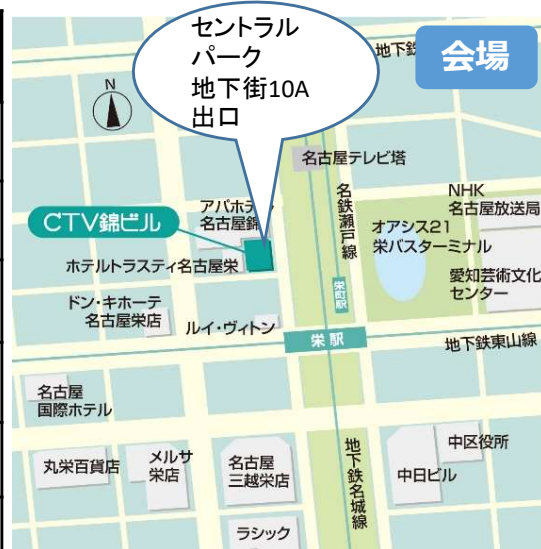 セントラル
パーク
地下街10A
出口
会場
N
名古屋テレビ塔
CTV錦ビル
アパホテル
名古屋錦
名鉄瀬戸線
NHK
名古屋放送局
オアシス21
栄バスターミナル
ホテルトラスティ名古屋栄
栄町駅
愛知芸術文化
センター
ドン・キホーテ
名古屋栄店
ルイ・ヴィトン
栄駅
地下鉄東山線
名古屋
国際ホテル
丸栄百貨店
メルサ
栄店
名古屋
三越栄店
地下鉄名城線
中日ビル
中区役所
ラシック